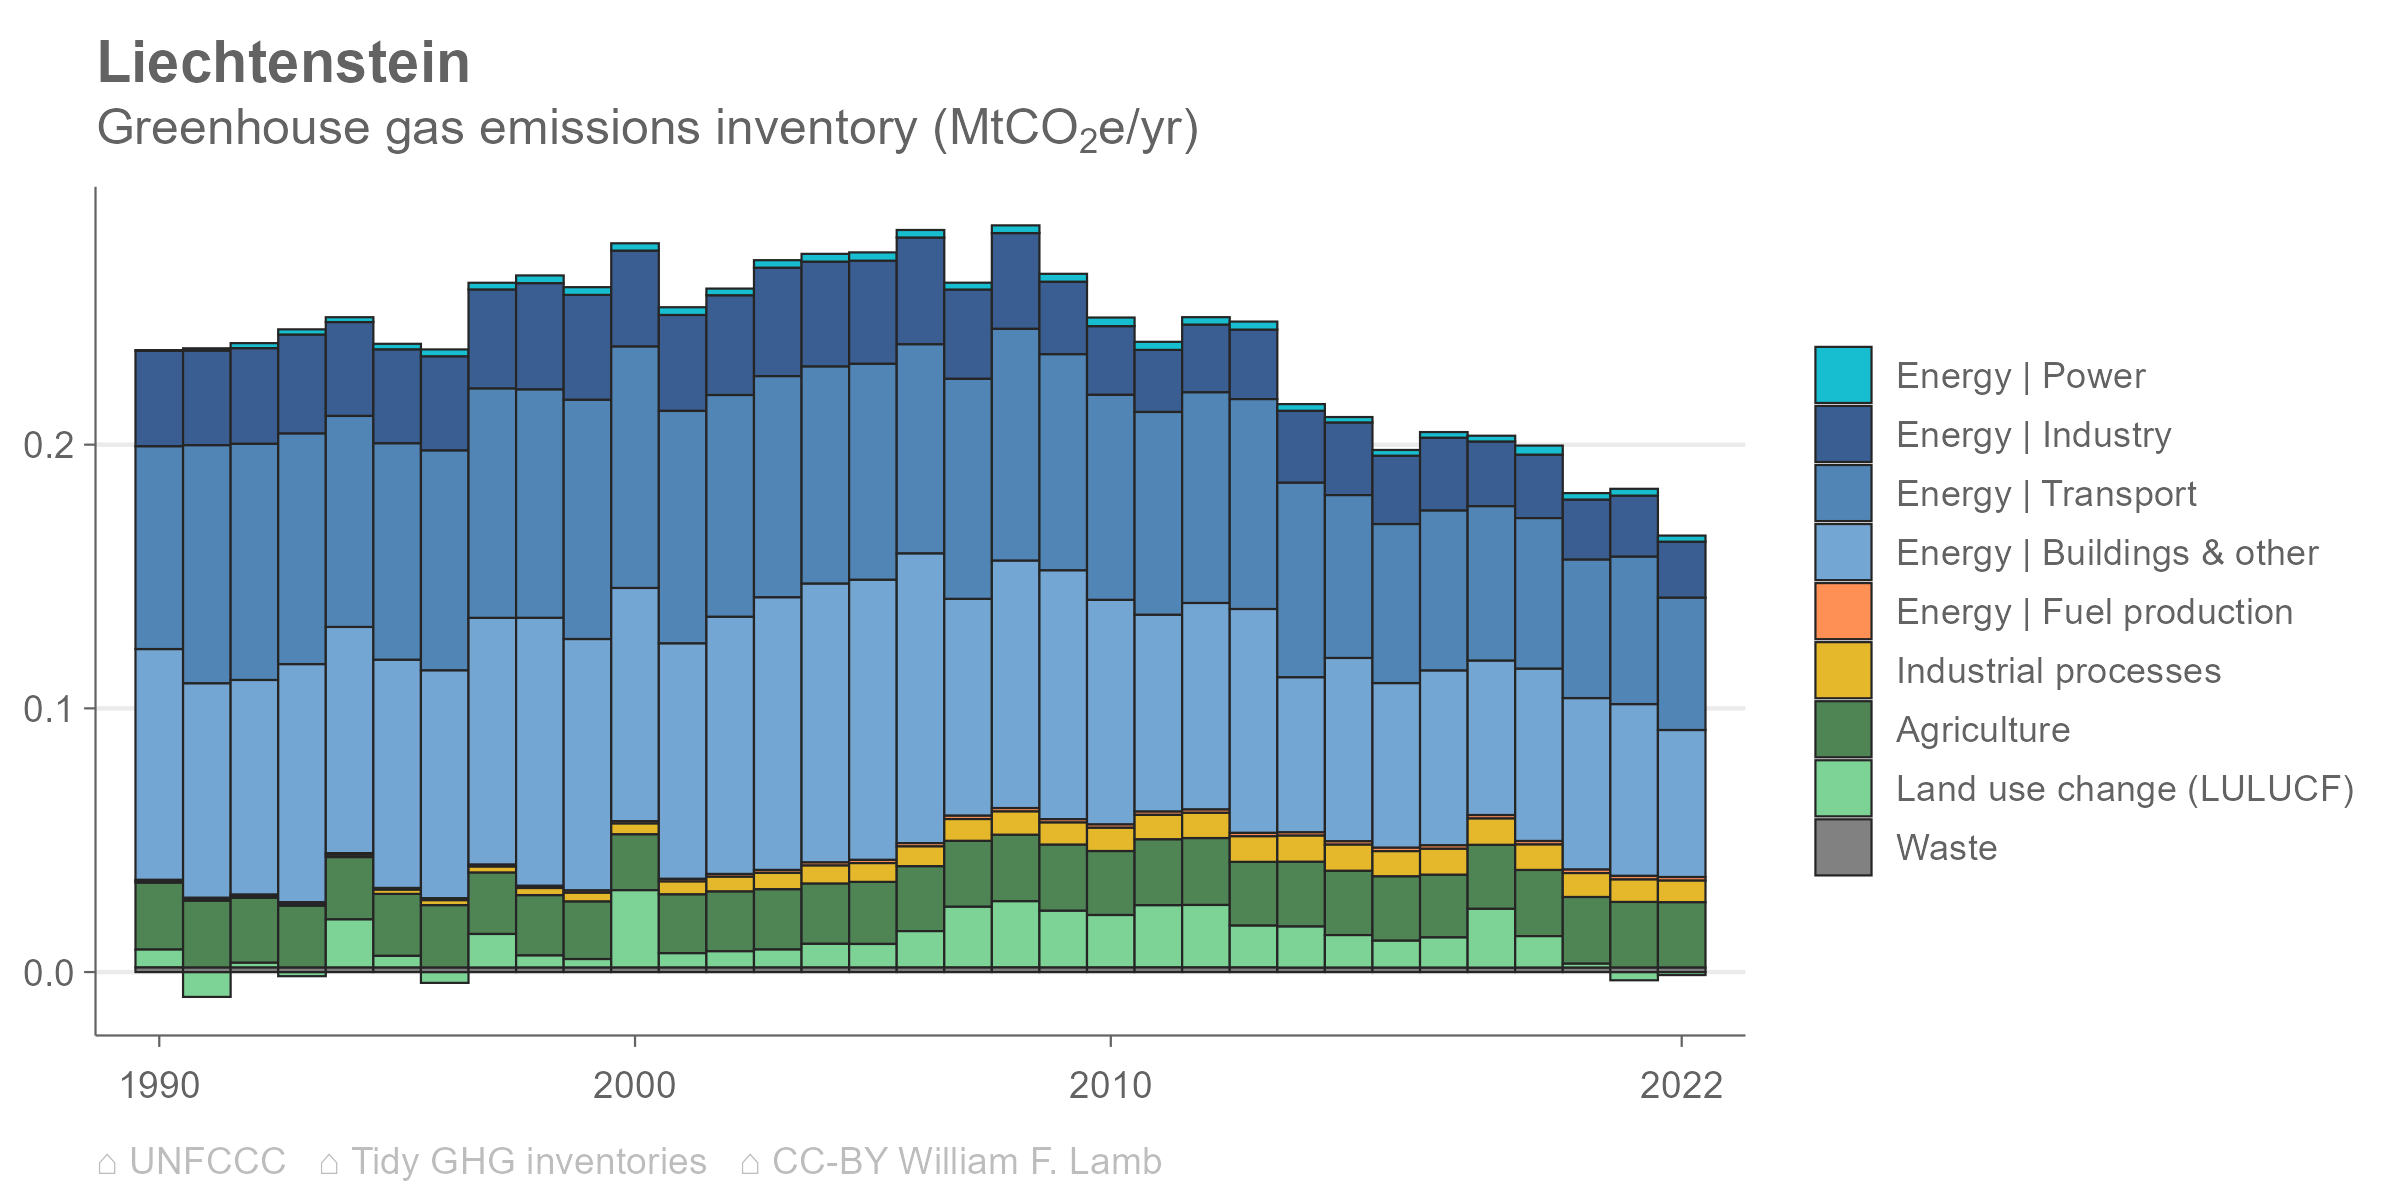 Liechtenstein
Greenhouse gas emissions inventory (MtCO₂e/yr)
0.2
0.1
0.0
1990 2000 2010 2022
Energy | Power
Energy | Industry
Energy | Transport
Energy | Buildings & other
Energy | Fuel production
Industrial processes
Agriculture
Land use change (LULUCF)
Waste
⌂ UNFCCC ⌂ Tidy GHG inventories ⌂ CC-BY William F. Lamb